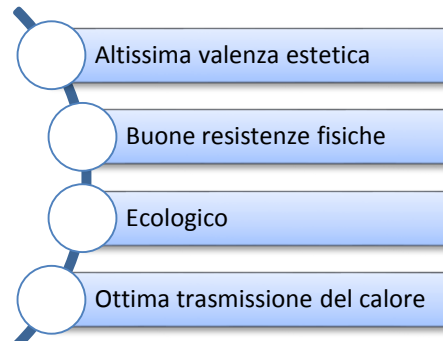 Altissima valenza estetica
Buone resistenze fisiche
Ecologico
Ottima trasmissione del calore